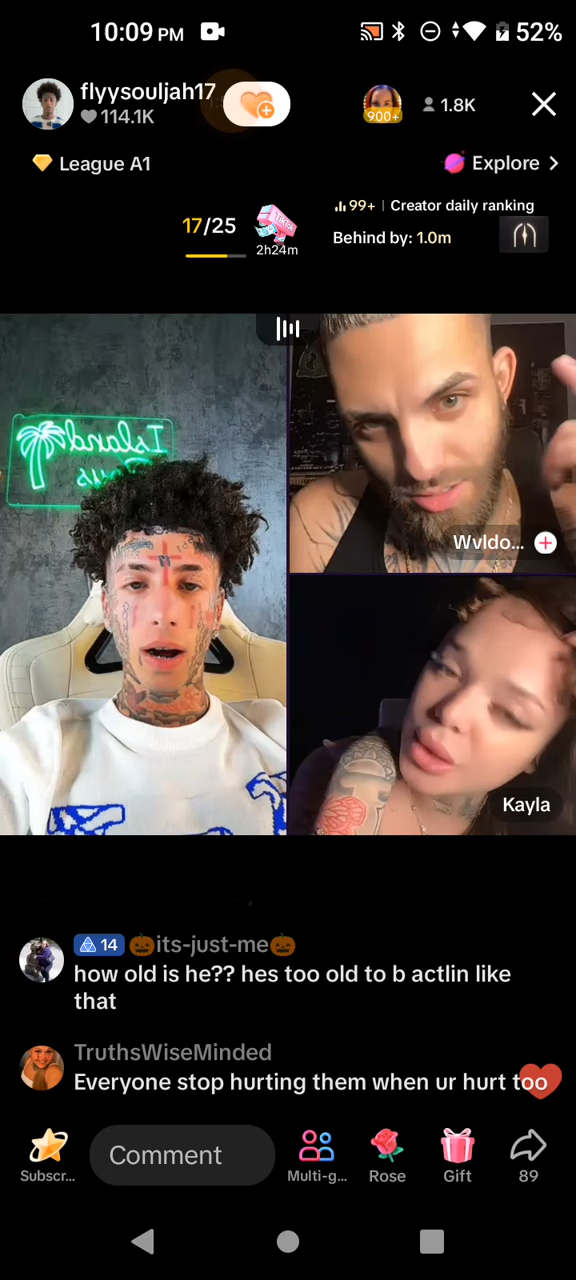 10:09 PM
52%
flyysouljah17
114.1K
900+
1.8K
League A1
Explore
17/25
TikTok
2h24m
99+ | Creator daily ranking
Behind by: 1.0m
Island
Wvldo...
Kayla
14 🎃its-just-me🎃
how old is he?? hes too old to b actlin like
that
TruthsWiseMinded
Everyone stop hurting them when ur hurt too
Comment
Subscr...
Multi-g...
Rose
Gift
89